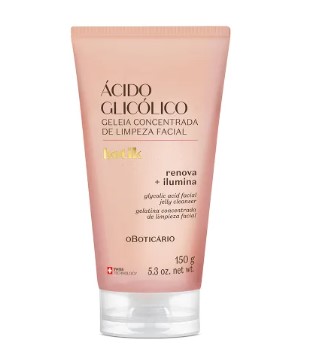 ÁCIDO
GLICÓLICO
GELEIA CONCENTRADA
DE LIMPEZA FACIAL
botik
renova
+ ilumina
glycolic acid facial
jelly cleanser
gelatina concentrada
de limpieza facial
oBOTICÁRIO
150 g
5.3 oz. net wt.